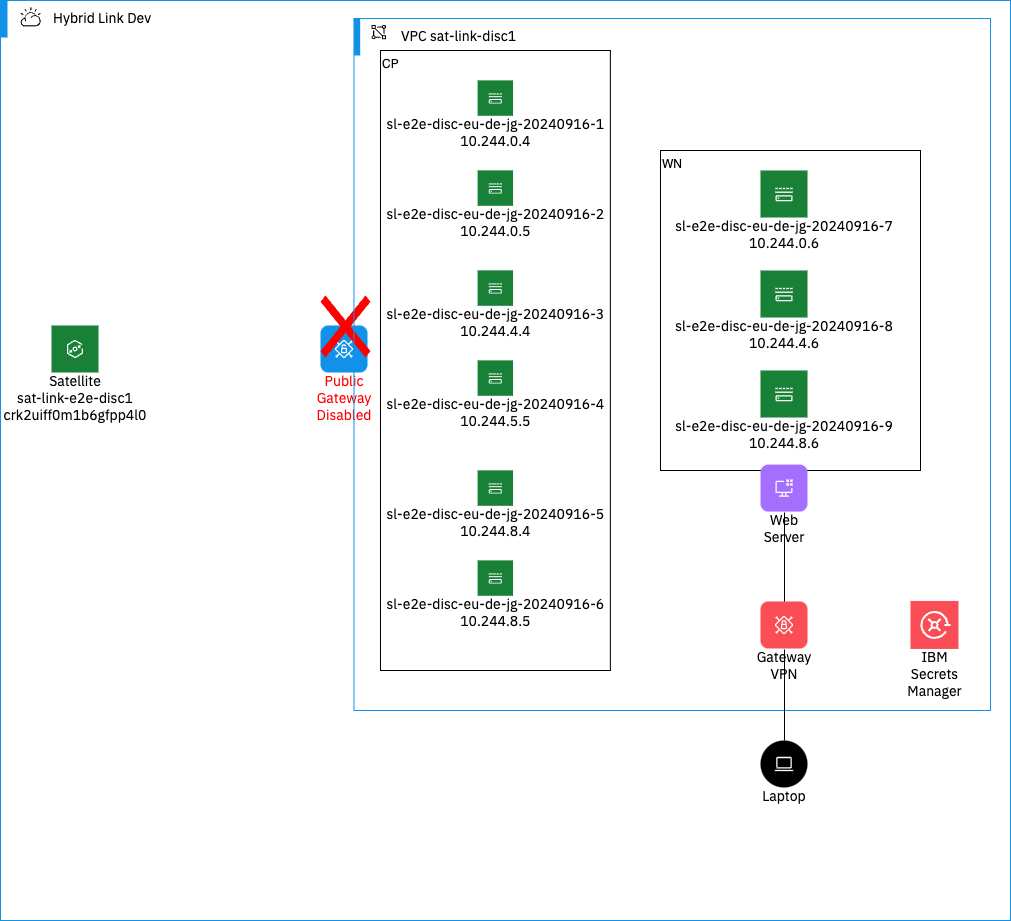 Hybrid Link Dev
VPC sat-link-disc1
CP
sl-e2e-disc-eu-de-jg-20240916-1
10.244.0.4
sl-e2e-disc-eu-de-jg-20240916-2
10.244.0.5
sl-e2e-disc-eu-de-jg-20240916-3
10.244.4.4
sl-e2e-disc-eu-de-jg-20240916-4
10.244.5.5
sl-e2e-disc-eu-de-jg-20240916-5
10.244.8.4
sl-e2e-disc-eu-de-jg-20240916-6
10.244.8.5
WN
sl-e2e-disc-eu-de-jg-20240916-7
10.244.0.6
sl-e2e-disc-eu-de-jg-20240916-8
10.244.4.6
sl-e2e-disc-eu-de-jg-20240916-9
10.244.8.6
Satellite
sat-link-e2e-disc1
crk2uiff0m1b6gfpp4l0
Public
Gateway
Disabled
Web
Server
Gateway
VPN
IBM
Secrets
Manager
Laptop